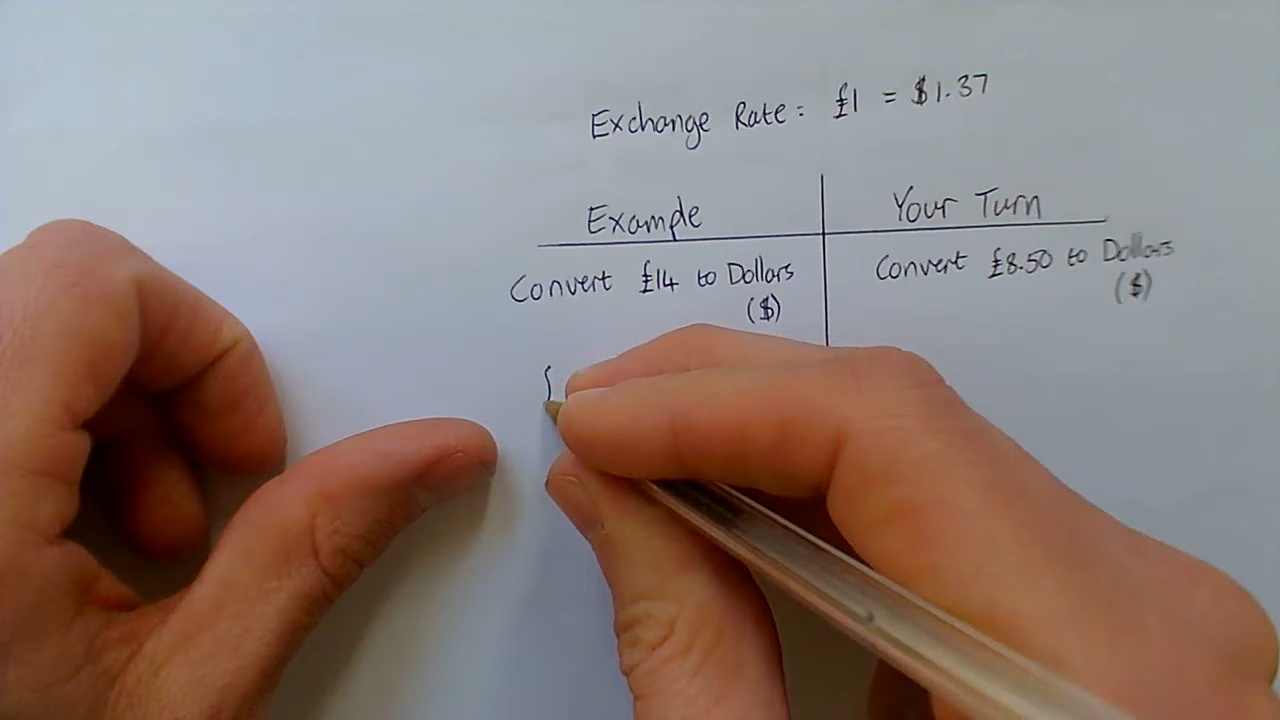 Exchange Rate: £1 = $1.37
Example
Your Turn
Convert £14 to Dollars
($)
Convert £8.50 to Dollars
($)